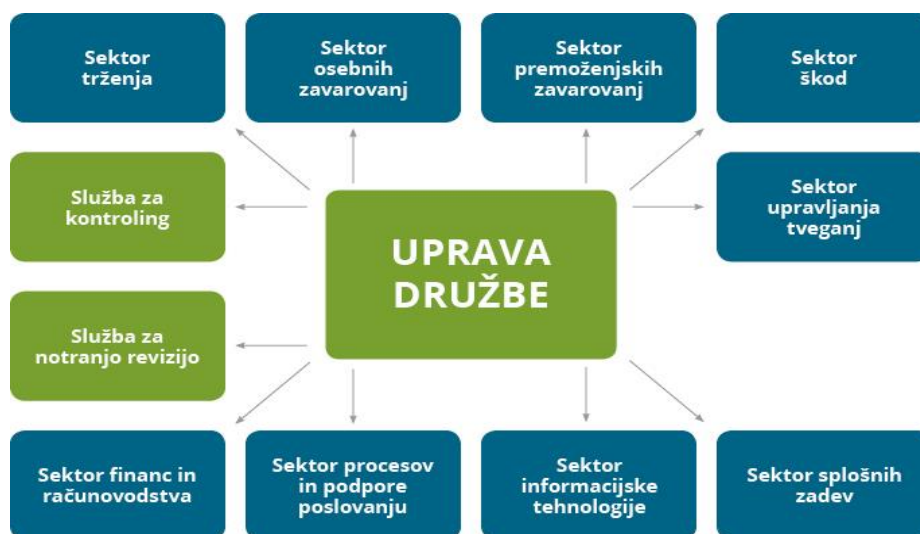 Sektor
trženja
Sektor
osebnih
zavarovanj
Sektor
premoženjskih
zavarovanj
Sektor
škod
Služba za
kontroling
UPRAVA
DRUŽBE
Sektor
upravljanja
tveganj
Služba za
notranjo revizijo
Sektor financ in
računovodstva
Sektor procesov
in podpore
poslovanju
Sektor
informacijske
tehnologije
Sektor splošnih
zadev